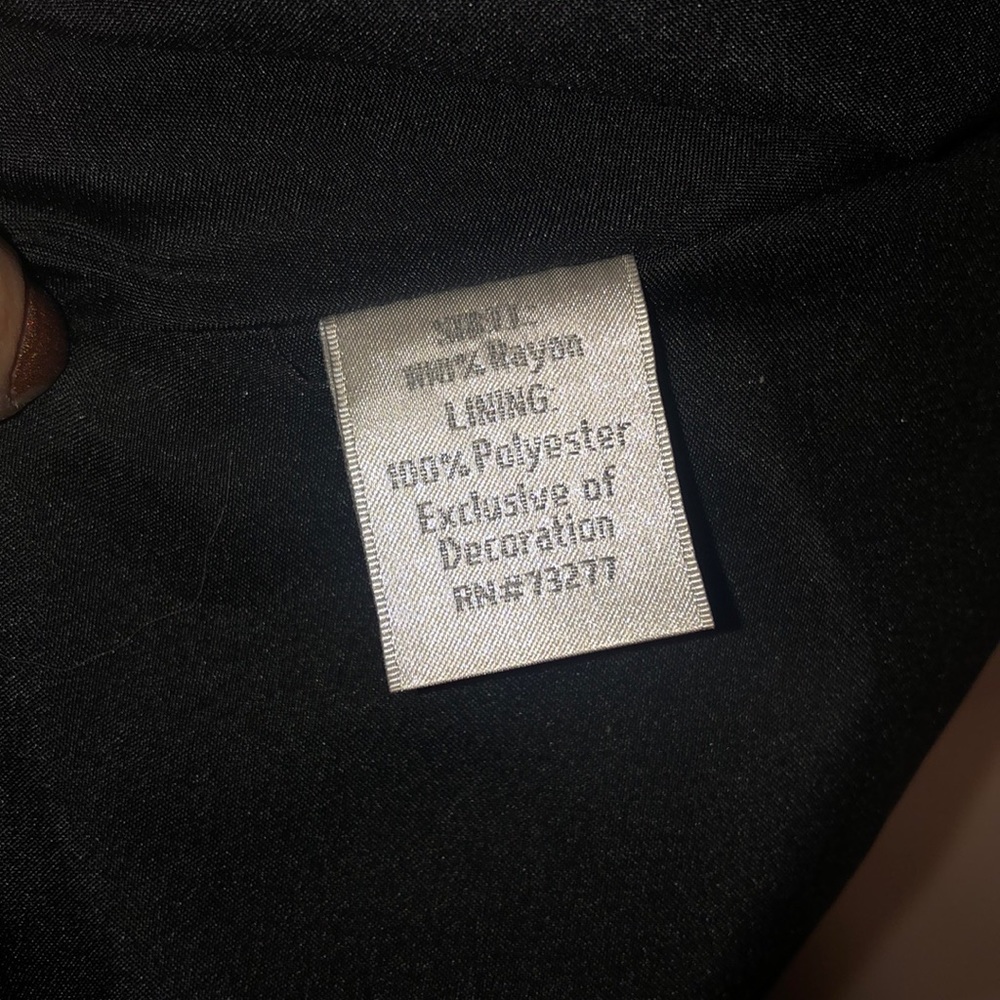 100% Rayon
LINING:
100% Polyester
Exclusive of
Decoration
RN#73277